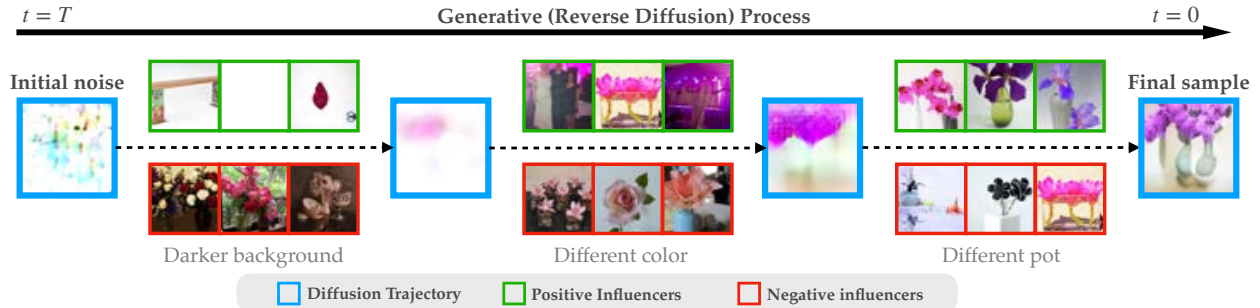 t = T
Generative (Reverse Diffusion) Process
t = 0
Initial noise
Final sample
Darker background
Different color
Different pot
Diffusion Trajectory
Positive Influencers
Negative influencers